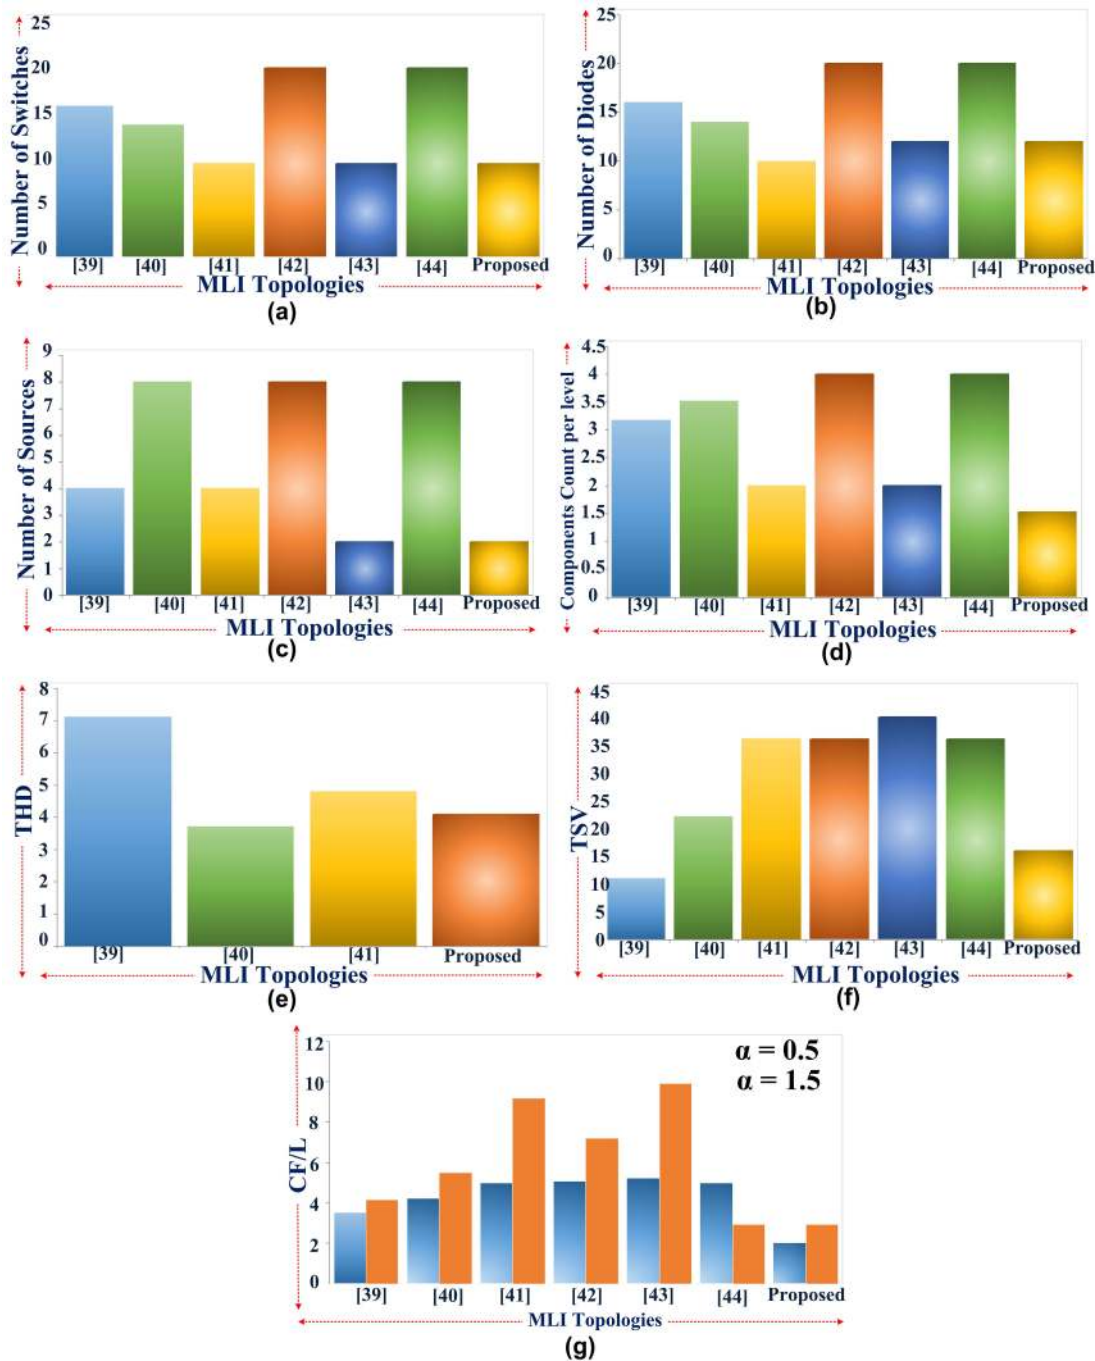 25
20
15
10
5
0
Number of Switches
[39] [40] [41] [42] [43] [44] Proposed
MLI Topologies
(a)
25
20
15
10
5
0
Number of Diodes
[39] [40] [41] [42] [43] [44] Proposed
MLI Topologies
(b)
9
8
7
6
5
4
3
2
1
0
Number of Sources
[39] [40] [41] [42] [43] [44] Proposed
MLI Topologies
(c)
4.5
4
3.5
3
2.5
2
1.5
1
0.5
0
Components Count per level
[39] [40] [41] [42] [43] [44] Proposed
MLI Topologies
(d)
8
7
6
5
4
3
2
1
0
THD
[39] [40] [41] Proposed
MLI Topologies
(e)
45
40
35
30
25
20
15
10
5
0
TSV
[39] [40] [41] [42] [43] [44] Proposed
MLI Topologies
(f)
12
10
8
6
4
2
0
CF/L
α = 0.5
α = 1.5
[39] [40] [41] [42] [43] [44] Proposed
MLI Topologies
(g)